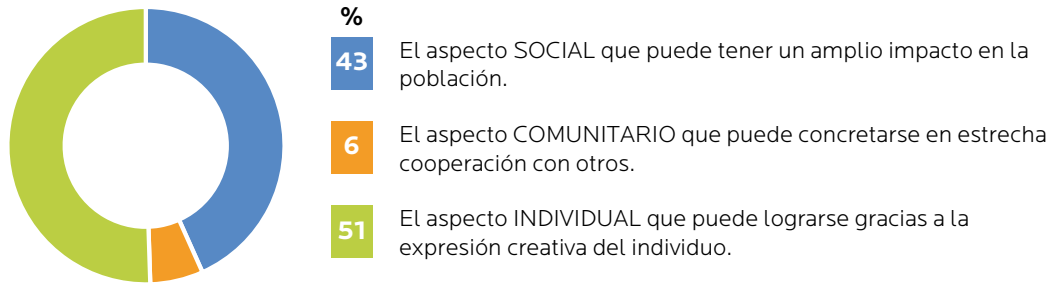 %
43
El aspecto SOCIAL que puede tener un amplio impacto en la
población.
6
El aspecto COMUNITARIO que puede concretarse en estrecha
cooperación con otros.
51
El aspecto INDIVIDUAL que puede lograrse gracias a la
expresión creativa del individuo.